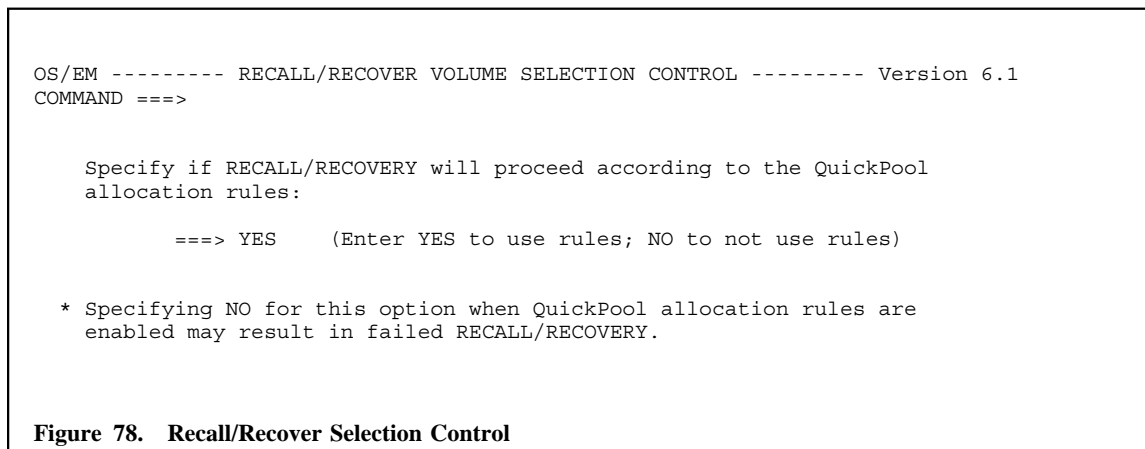 OS/EM --------- RECALL/RECOVER VOLUME SELECTION CONTROL --------- Version 6.1
COMMAND ===>
Specify if RECALL/RECOVERY will proceed according to the QuickPool
allocation rules:
===> YES (Enter YES to use rules; NO to not use rules)
* Specifying NO for this option when QuickPool allocation rules are
enabled may result in failed RECALL/RECOVERY.
Figure 78. Recall/Recover Selection Control